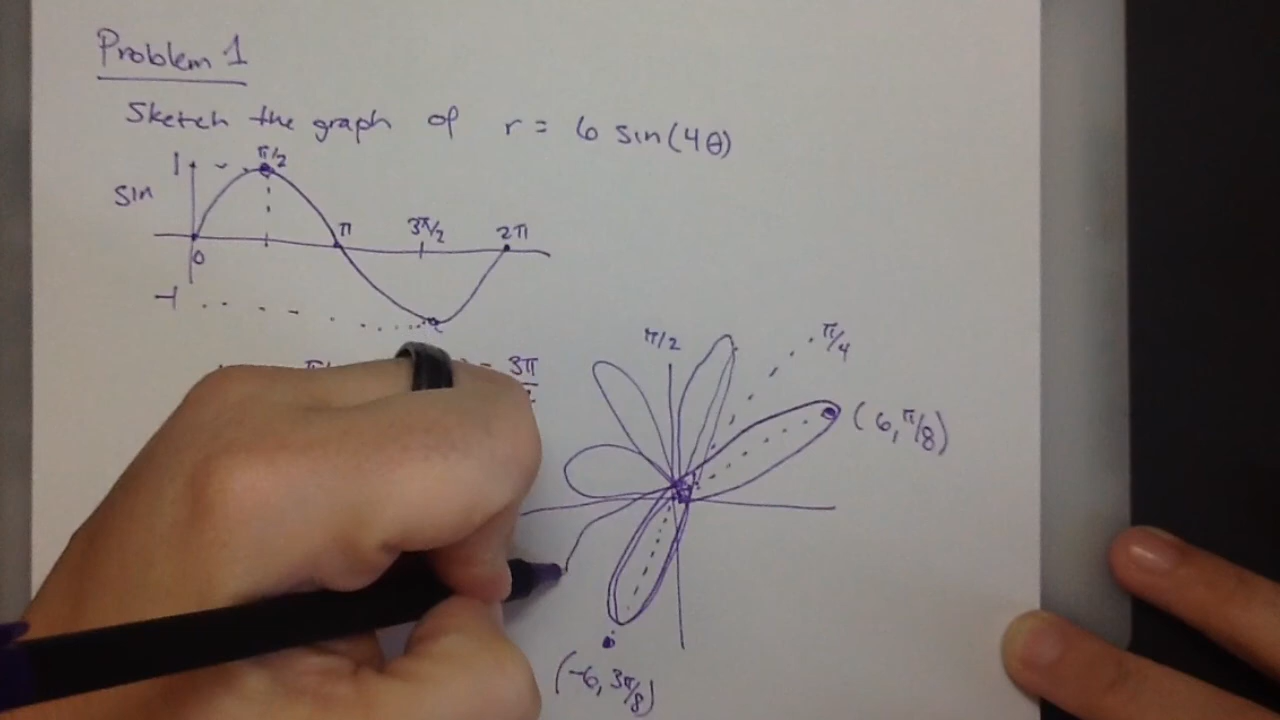 Problem 1
Sketch the graph of r = 6 sin(4θ)
1 π/2
sin
0 π 3π/2 2π
-1
3π
π/2 π/4
(6, π/8)
(-6, 3π/8)